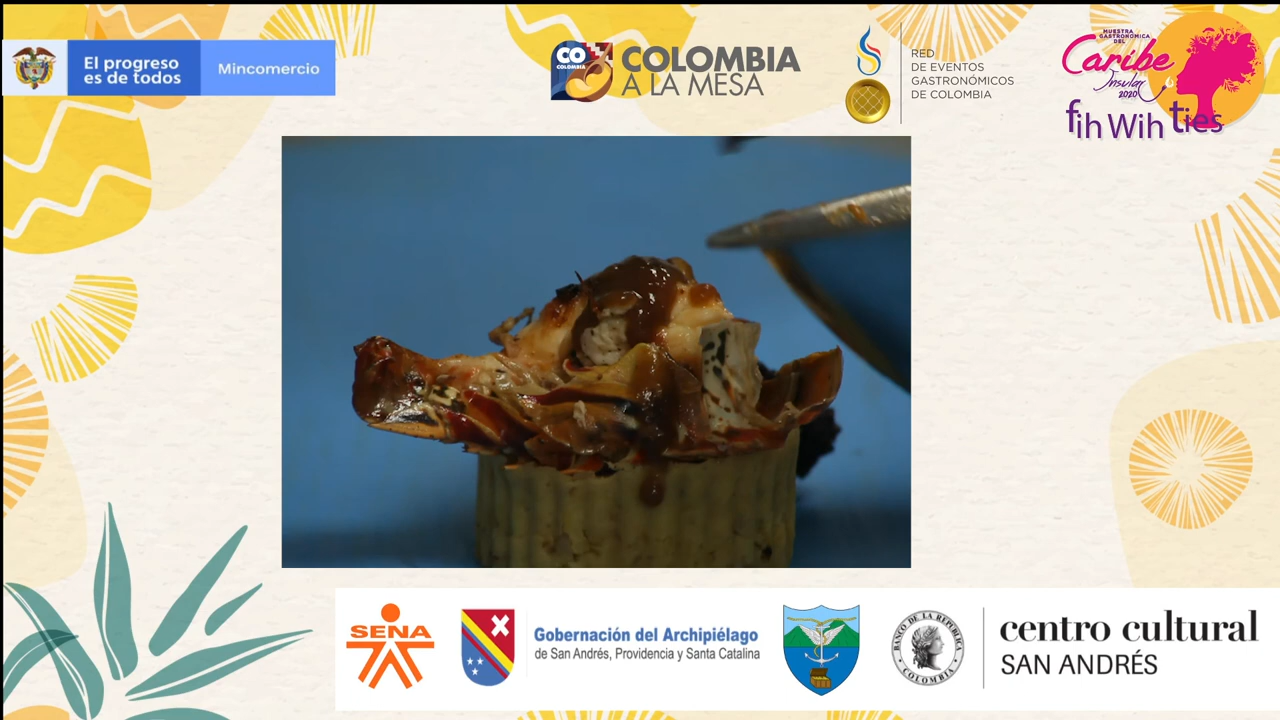 El progreso
es de todos
Mincomercio
CO
COLOMBIA
COLOMBIA
A LA MESA
RED
DE EVENTOS
GASTRONÓMICOS
DE COLOMBIA
MUESTRA
GASTRONÓMICA
DEL
Caribe
Insular
2020
fih Wih ties
SENA
Gobernación del Archipiélago
de San Andrés, Providencia y Santa Catalina
BANCO DE LA REPÚBLICA
COLOMBIA
centro cultural
SAN ANDRÉS